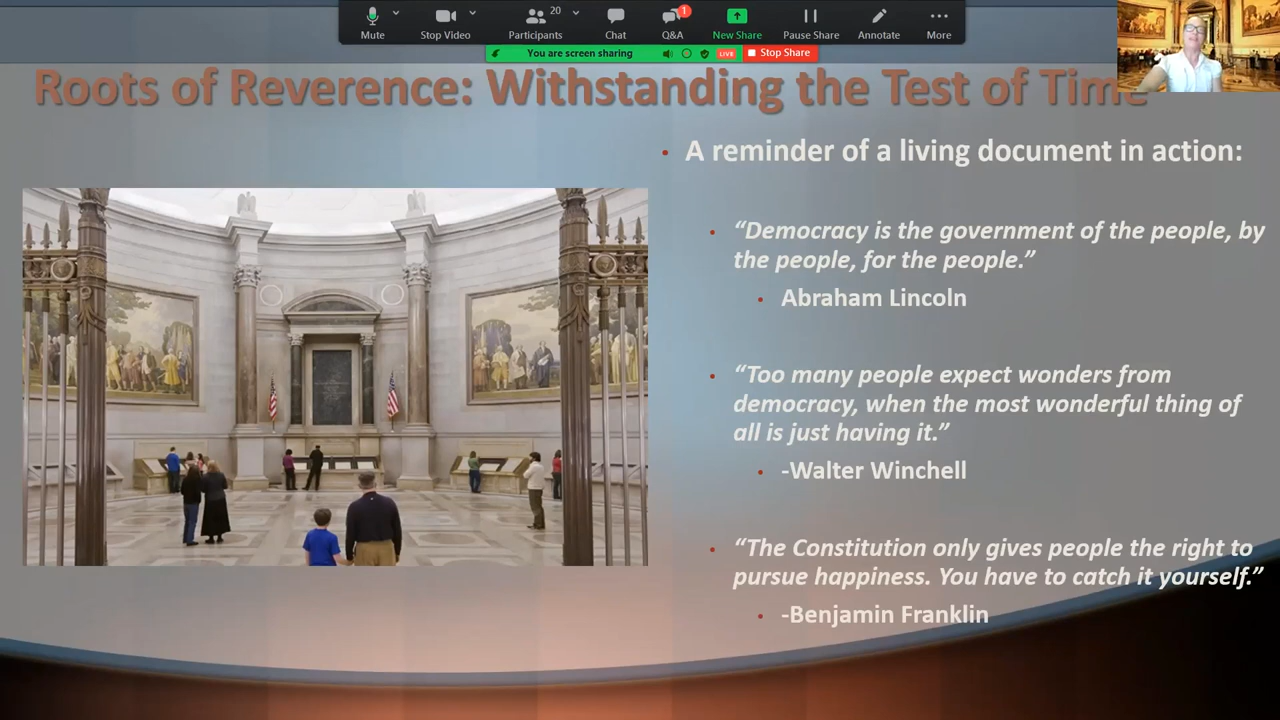 20
1
Mute
Stop Video
Participants
Chat
Q&A
New Share
Pause Share
Annotate
More
You are screen sharing
LIVE
Stop Share
Roots of Reverence: Withstanding the Test of Time
• A reminder of a living document in action:
• “Democracy is the government of the people, by
the people, for the people.”
• Abraham Lincoln
• “Too many people expect wonders from
democracy, when the most wonderful thing of
all is just having it.”
• -Walter Winchell
• “The Constitution only gives people the right to
pursue happiness. You have to catch it yourself.”
• -Benjamin Franklin